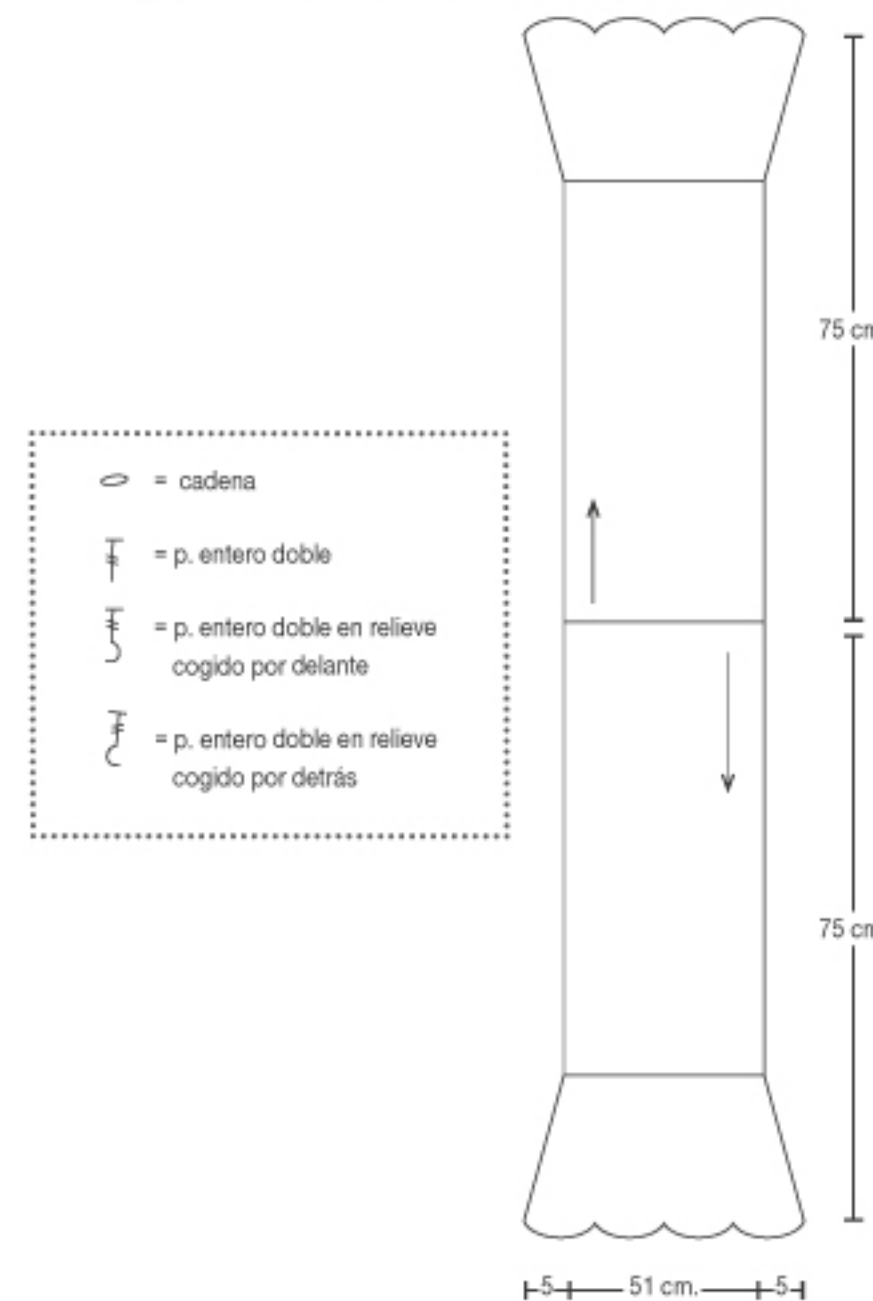 = cadena
= p. entero doble
= p. entero doble en relieve
cogido por delante
= p. entero doble en relieve
cogido por detrás
75 cm
75 cm
5 51 cm. 5